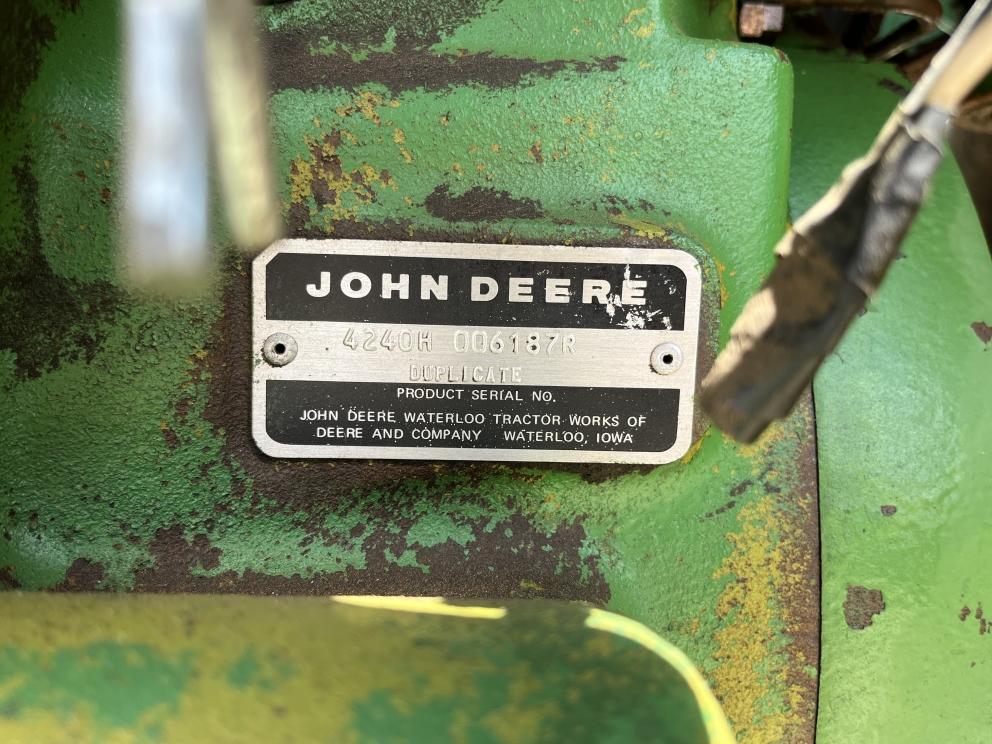 JOHN DEERE
4240H 006187R
DUPLICATE
PRODUCT SERIAL NO.
JOHN DEERE WATERLOO TRACTOR WORKS OF
DEERE AND COMPANY WATERLOO, IOWA